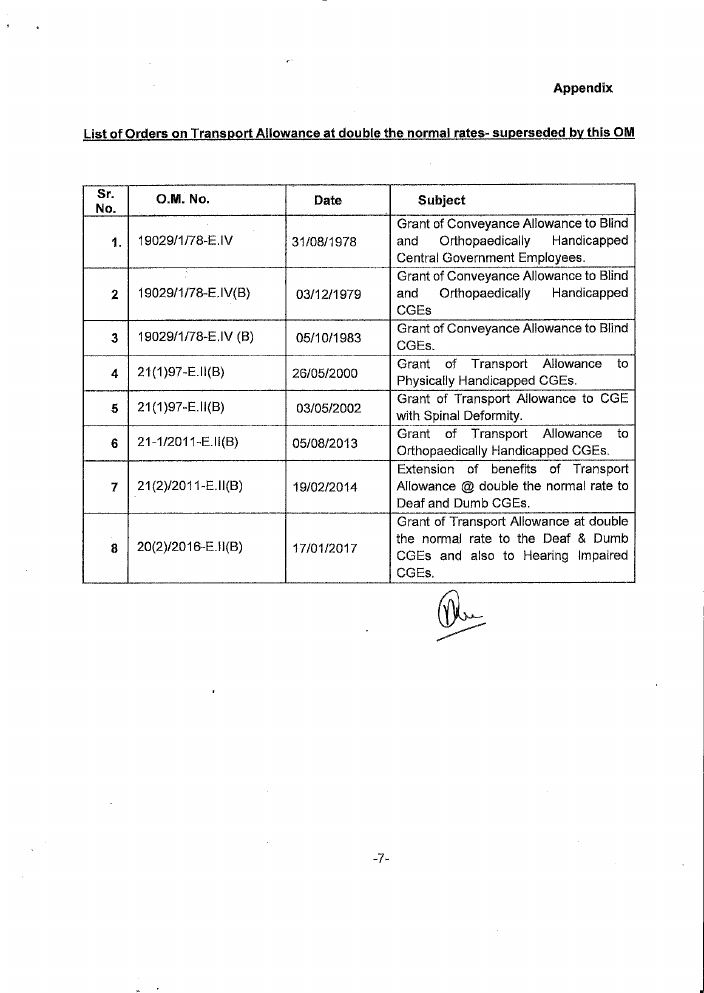 Appendix
List of Orders on Transport Allowance at double the normal rates- superseded by this OM
Sr. No. O.M. No. Date Subject
1. 19029/1/78-E.IV 31/08/1978 Grant of Conveyance Allowance to Blind
and Orthopaedically Handicapped
Central Government Employees.
2 19029/1/78-E.IV(B) 03/12/1979 Grant of Conveyance Allowance to Blind
and Orthopaedically Handicapped
CGEs
3 19029/1/78-E.IV (B) 05/10/1983 Grant of Conveyance Allowance to Blind
CGEs.
4 21(1)97-E.II(B) 26/05/2000 Grant of Transport Allowance to
Physically Handicapped CGEs.
5 21(1)97-E.II(B) 03/05/2002 Grant of Transport Allowance to CGE
with Spinal Deformity.
6 21-1/2011-E.II(B) 05/08/2013 Grant of Transport Allowance to
Orthopaedically Handicapped CGEs.
7 21(2)/2011-E.II(B) 19/02/2014 Extension of benefits of Transport
Allowance @ double the normal rate to
Deaf and Dumb CGEs.
8 20(2)/2016-E.II(B) 17/01/2017 Grant of Transport Allowance at double
the normal rate to the Deaf & Dumb
CGEs and also to Hearing Impaired
CGEs.
-7-